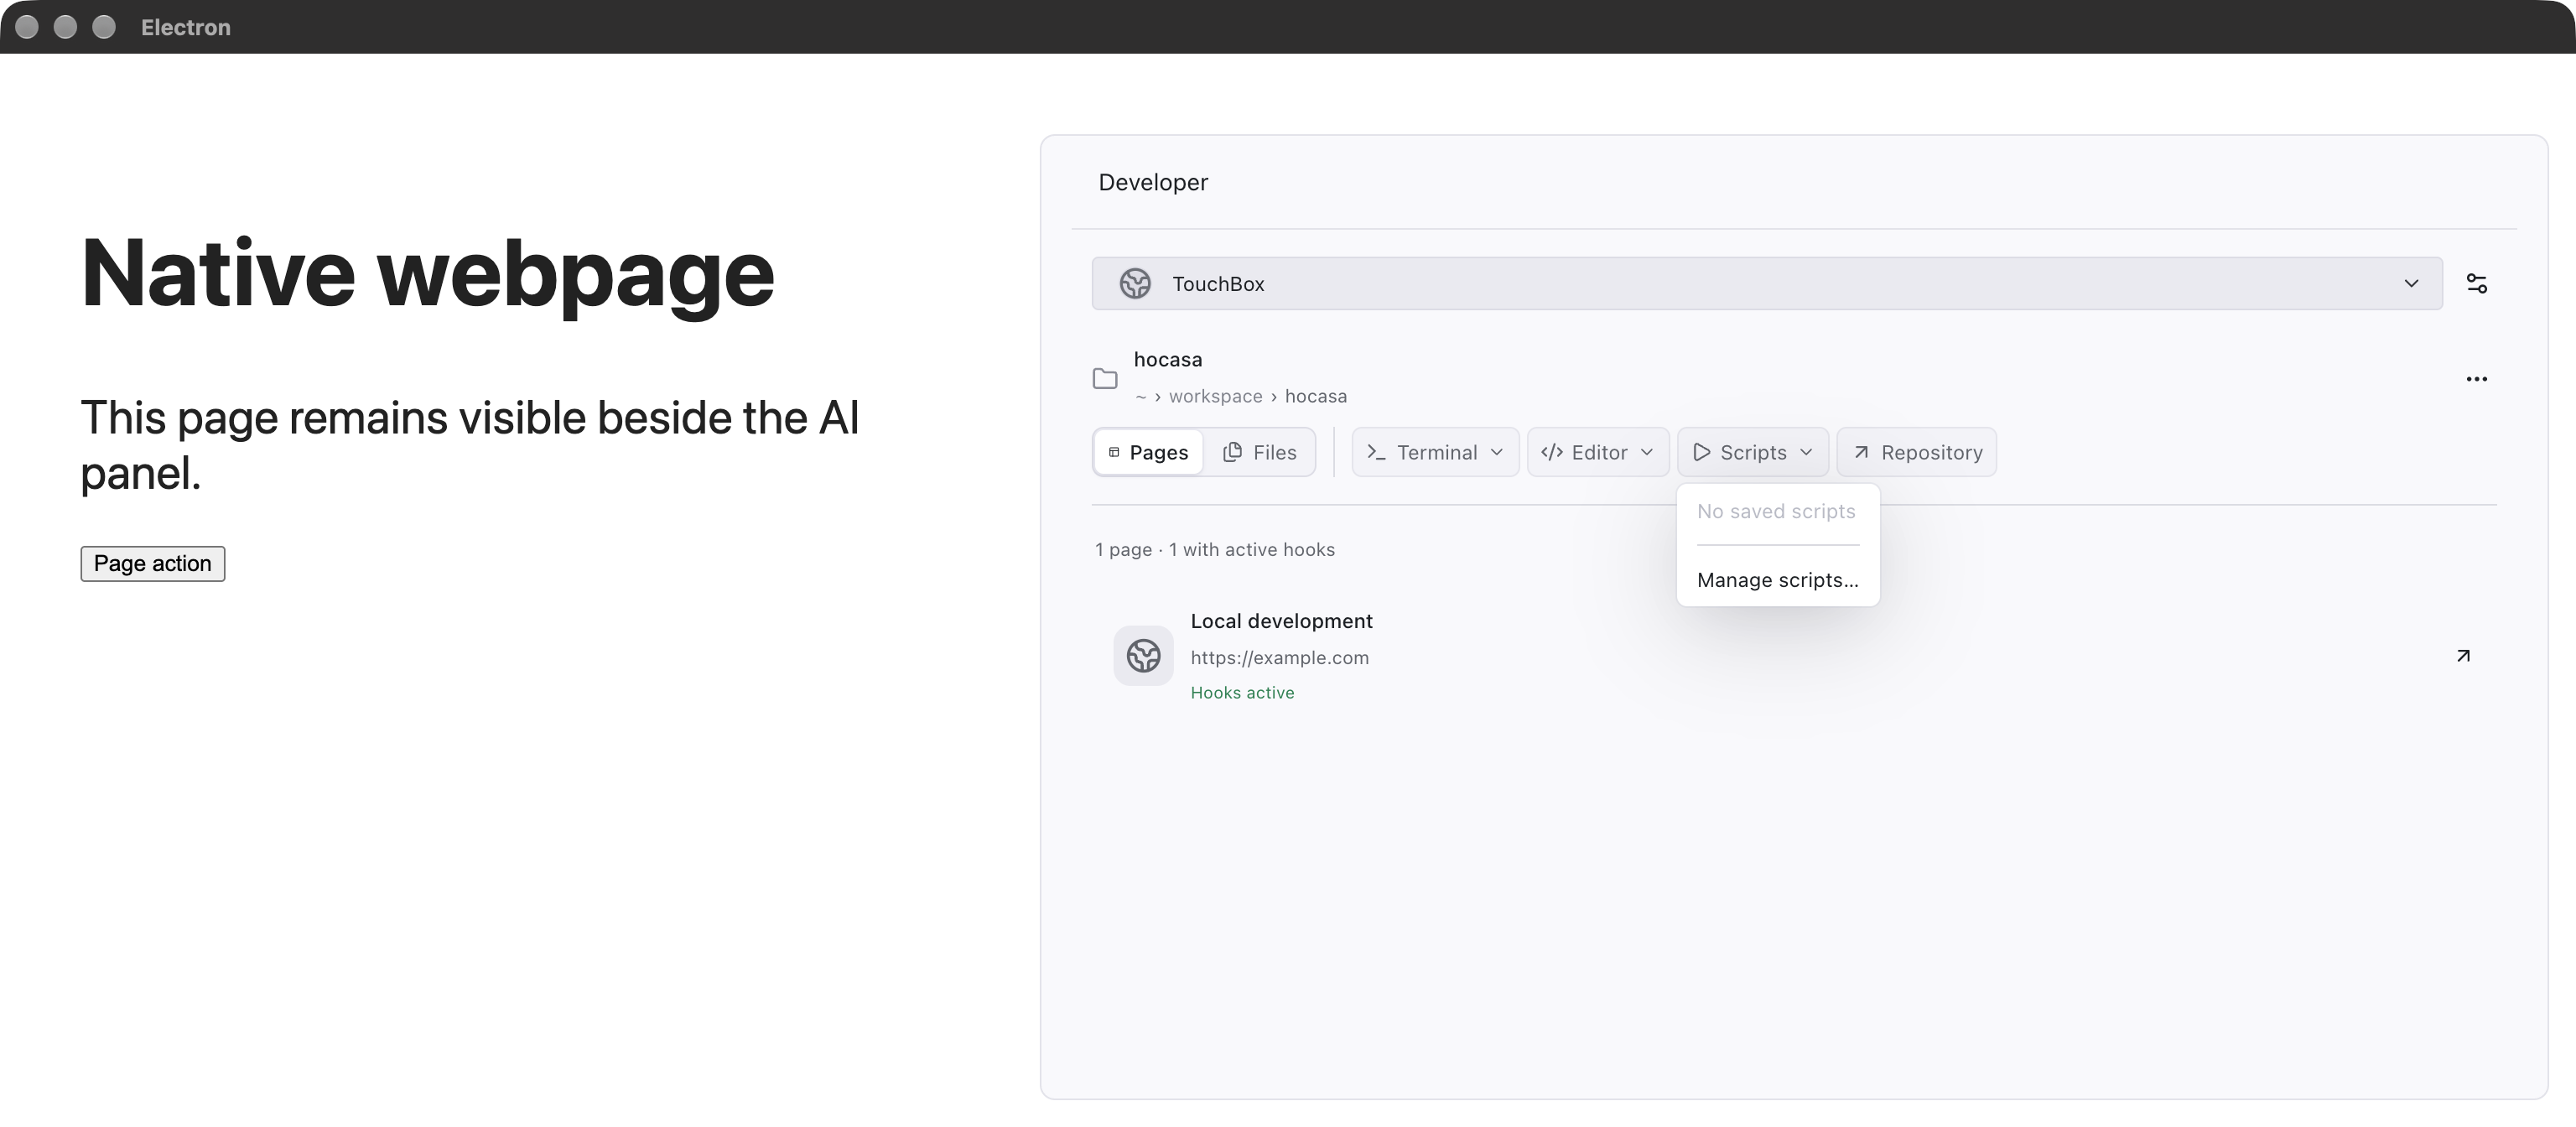 Electron
Native webpage
This page remains visible beside the AI
panel.
Page action
Developer
TouchBox
hocasa
~ › workspace › hocasa
Pages Files Terminal Editor Scripts Repository
No saved scripts
Manage scripts...
1 page · 1 with active hooks
Local development
https://example.com
Hooks active